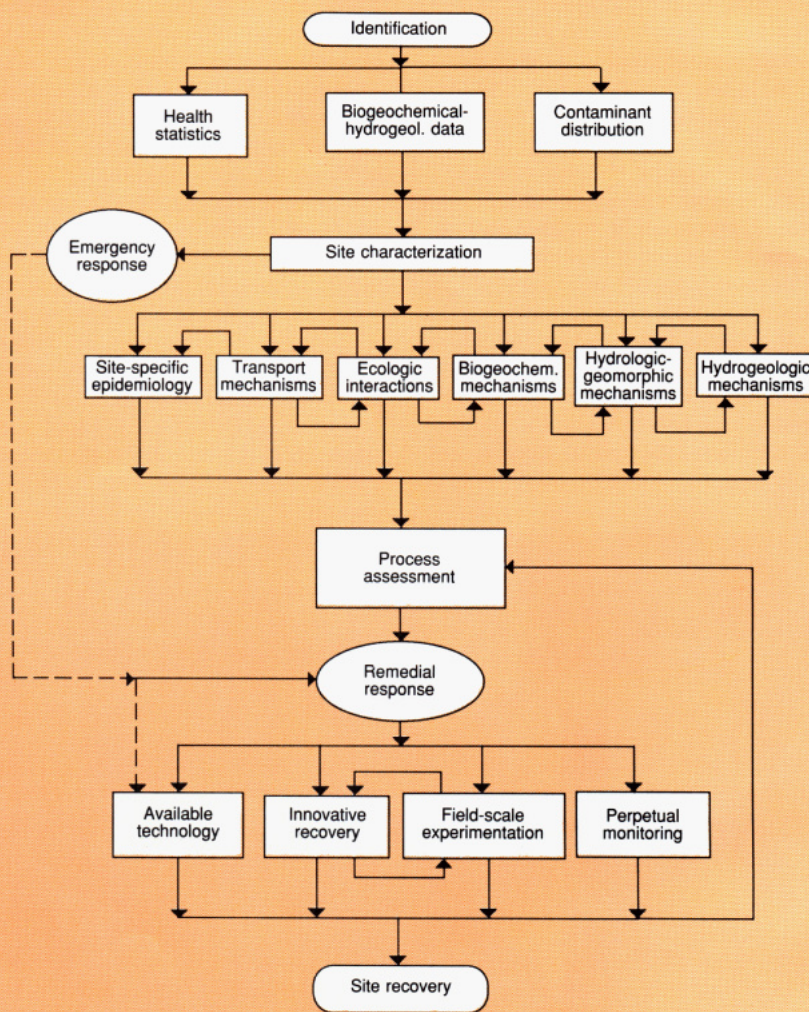 Identification
Health
statistics
Biogeochemical-
hydrogeol. data
Contaminant
distribution
Emergency
response
Site characterization
Site-specific
epidemiology
Transport
mechanisms
Ecologic
interactions
Biogeochem.
mechanisms
Hydrologic-
geomorphic
mechanisms
Hydrogeologic
mechanisms
Process
assessment
Remedial
response
Available
technology
Innovative
recovery
Field-scale
experimentation
Perpetual
monitoring
Site recovery